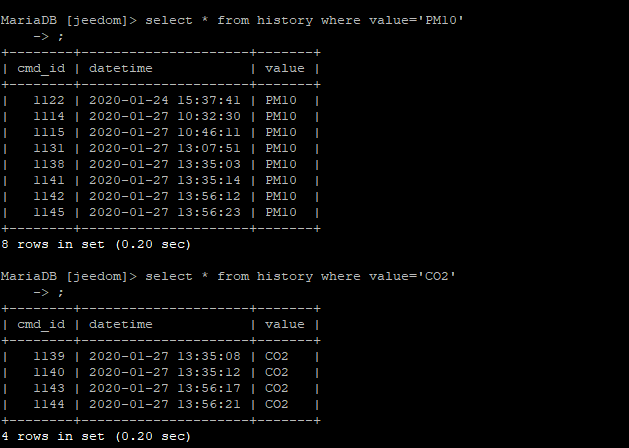 MariaDB [jeedom]> select * from history where value='PM10'
    -> ;
+--------+---------------------+-------+
| cmd_id | datetime            | value |
+--------+---------------------+-------+
|   1122 | 2020-01-24 15:37:41 | PM10  |
|   1114 | 2020-01-27 10:32:30 | PM10  |
|   1115 | 2020-01-27 10:46:11 | PM10  |
|   1131 | 2020-01-27 13:07:51 | PM10  |
|   1138 | 2020-01-27 13:35:03 | PM10  |
|   1141 | 2020-01-27 13:35:14 | PM10  |
|   1142 | 2020-01-27 13:56:12 | PM10  |
|   1145 | 2020-01-27 13:56:23 | PM10  |
+--------+---------------------+-------+
8 rows in set (0.20 sec)

MariaDB [jeedom]> select * from history where value='CO2'
    -> ;
+--------+---------------------+-------+
| cmd_id | datetime            | value |
+--------+---------------------+-------+
|   1139 | 2020-01-27 13:35:08 | CO2   |
|   1140 | 2020-01-27 13:35:12 | CO2   |
|   1143 | 2020-01-27 13:56:17 | CO2   |
|   1144 | 2020-01-27 13:56:21 | CO2   |
+--------+---------------------+-------+
4 rows in set (0.20 sec)